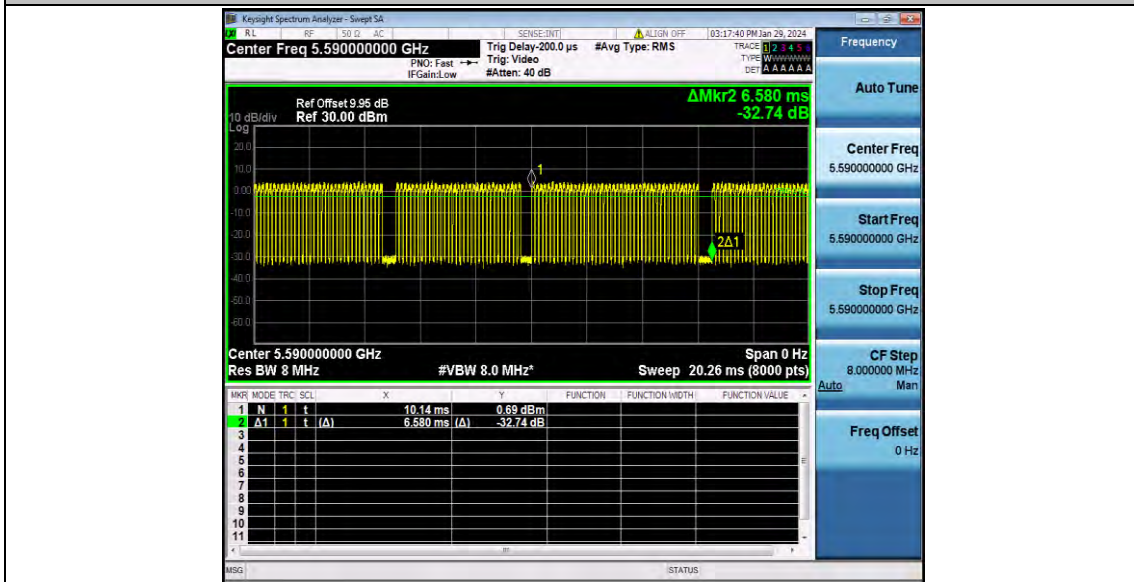 Keysight Spectrum Analyzer - Swept SA
RL RF 50 Ω AC SENSE:INT ALIGN OFF 03:17:40 PM Jan 29, 2024
Center Freq 5.590000000 GHz
PNO: Fast
IFGain:Low
Trig Delay-200.0 µs
Trig: Video
#Atten: 40 dB
#Avg Type: RMS
TRACE 1 2 3 4 5 6
TYPE
DET A A A A A A
Ref Offset 9.95 dB
10 dB/div Ref 30.00 dBm
Log
ΔMkr2 6.580 ms
-32.74 dB
20.0
10.0
0.00
-10.0
-20.0
-30.0
-40.0
-50.0
-60.0
1
2Δ1
Center 5.590000000 GHz Span 0 Hz
Res BW 8 MHz #VBW 8.0 MHz* Sweep 20.26 ms (8000 pts)
MKR MODE TRC SCL X Y FUNCTION FUNCTION WIDTH FUNCTION VALUE
1 N 1 t 10.14 ms 0.69 dBm
2 Δ1 1 t (Δ) 6.580 ms (Δ) -32.74 dB
3
4
5
6
7
8
9
10
11
MSG STATUS
Frequency
Auto Tune
Center Freq
5.590000000 GHz
Start Freq
5.590000000 GHz
Stop Freq
5.590000000 GHz
CF Step
8.000000 MHz
Auto Man
Freq Offset
0 Hz